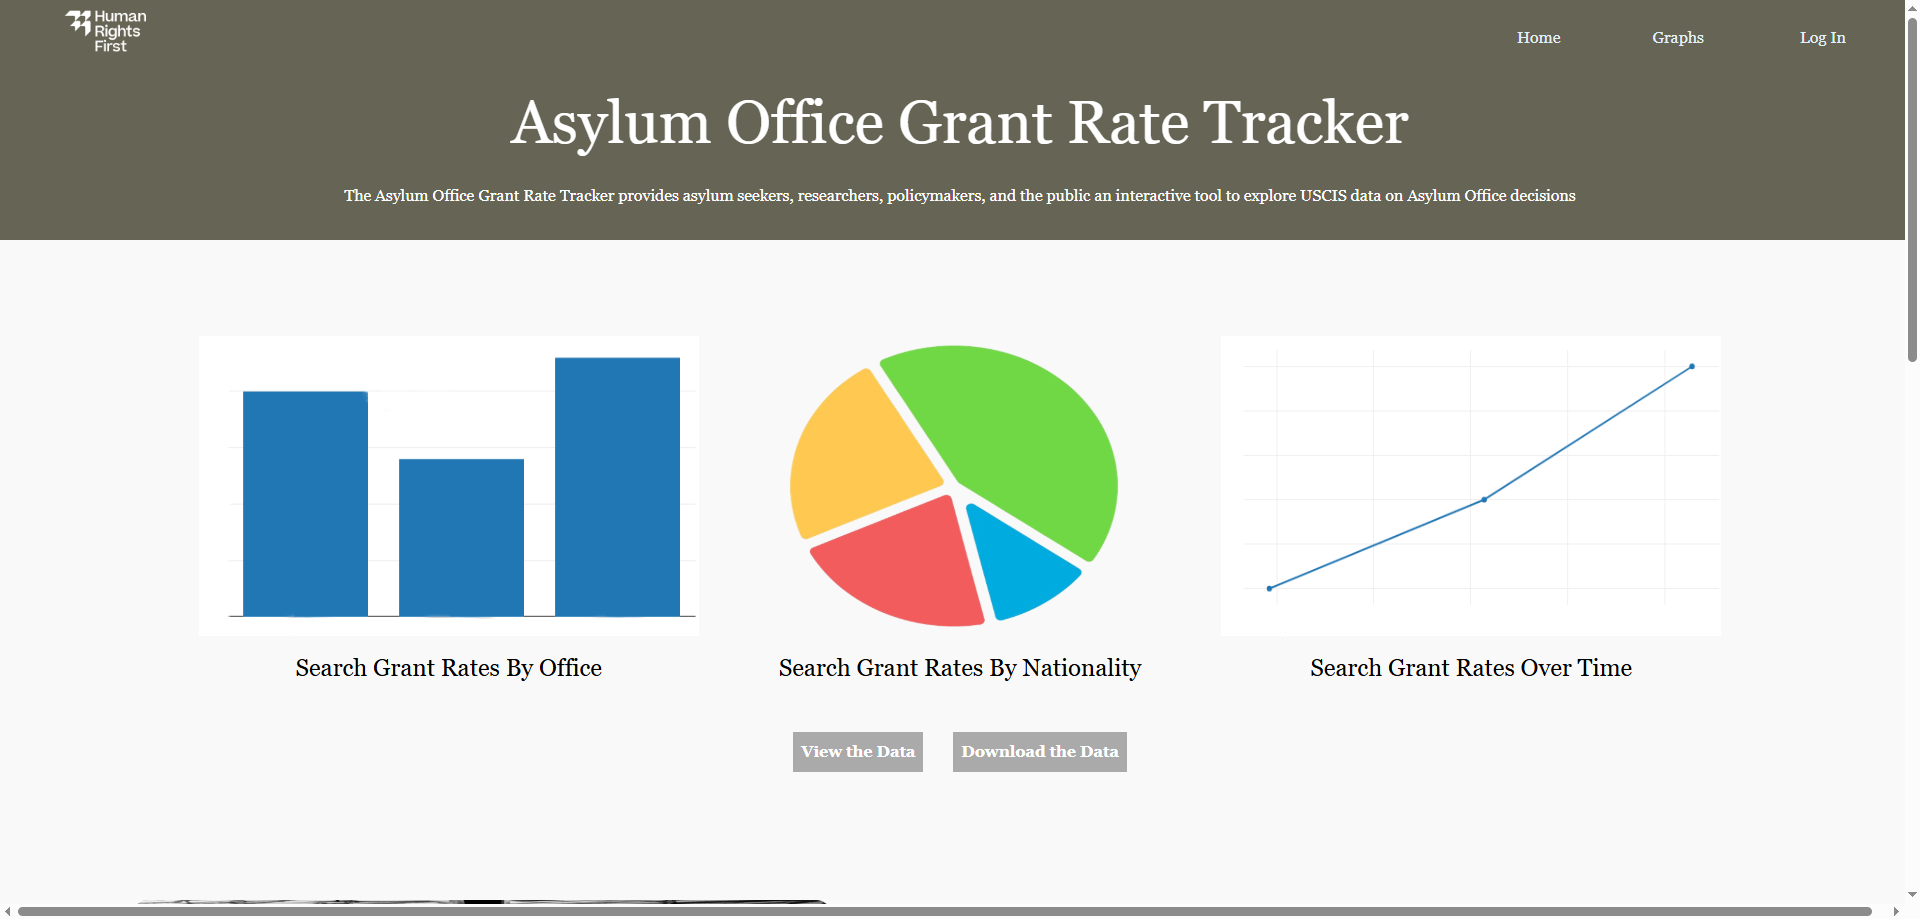 Human
Rights
First
Home
Graphs
Log In
Asylum Office Grant Rate Tracker
The Asylum Office Grant Rate Tracker provides asylum seekers, researchers, policymakers, and the public an interactive tool to explore USCIS data on Asylum Office decisions
Search Grant Rates By Office
Search Grant Rates By Nationality
Search Grant Rates Over Time
View the Data
Download the Data